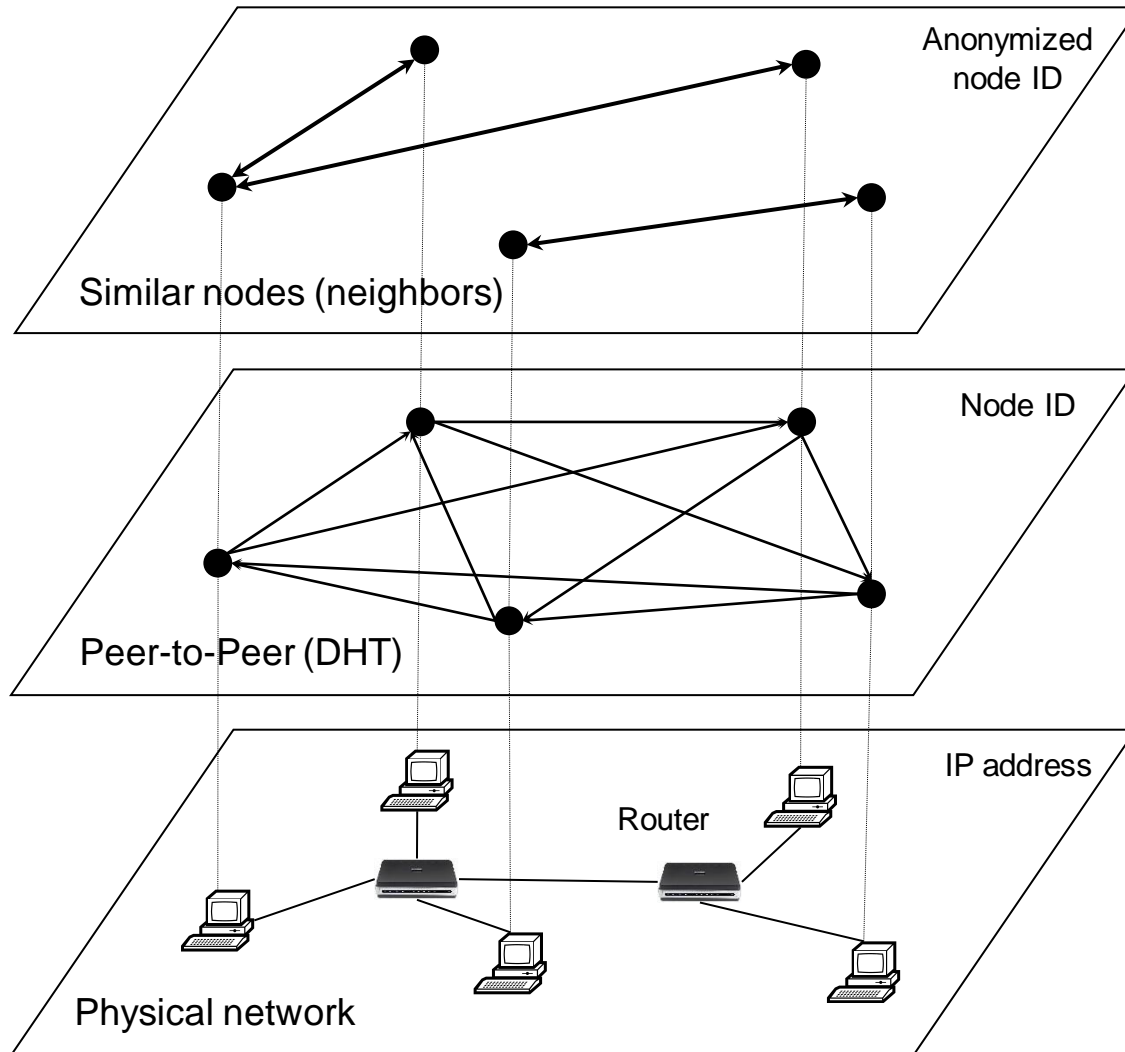 Anonymized
node ID
Similar nodes (neighbors)
Node ID
Peer-to-Peer (DHT)
IP address
Router
Physical network